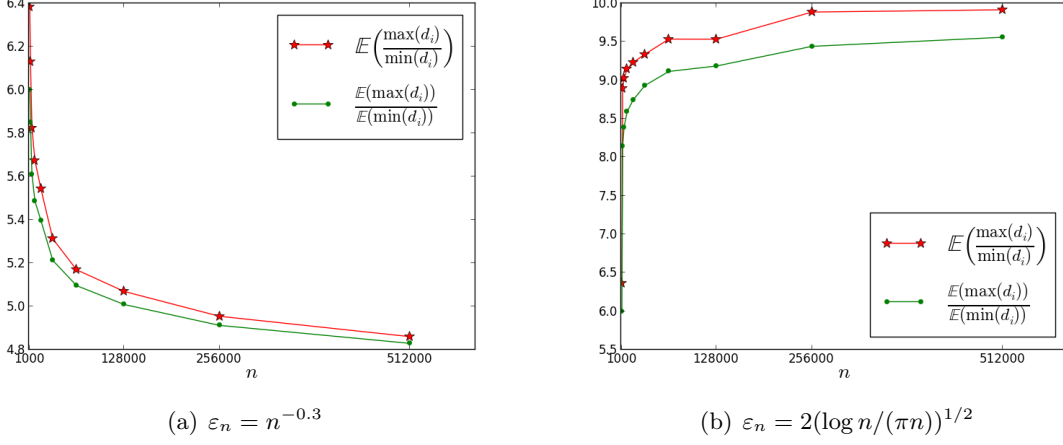 6.4
6.2
6.0
5.8
5.6
5.4
5.2
5.0
4.8
1000 128000 256000 512000
n
𝔼(max(d_i)/min(d_i))
𝔼(max(d_i))/𝔼(min(d_i))
(a) ε_n = n^{-0.3}
10.0
9.5
9.0
8.5
8.0
7.5
7.0
6.5
6.0
5.5
1000 128000 256000 512000
n
𝔼(max(d_i)/min(d_i))
𝔼(max(d_i))/𝔼(min(d_i))
(b) ε_n = 2(log n/(πn))^{1/2}